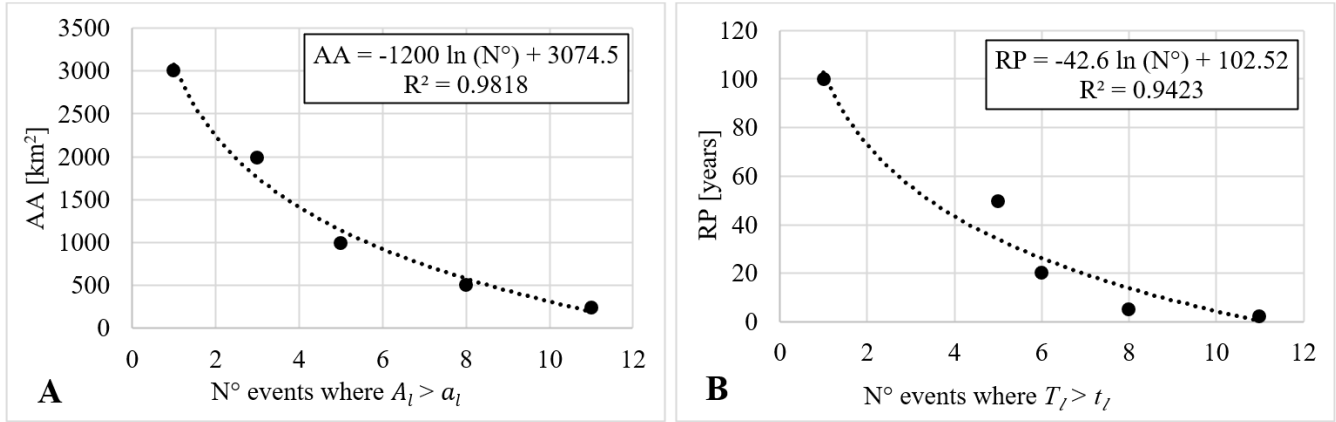 3500
3000
2500
2000
1500
1000
500
0
AA [km²]
AA = -1200 ln (N°) + 3074.5
R² = 0.9818
0 2 4 6 8 10 12
N° events where Aₗ > aₗ
A
120
100
80
60
40
20
0
RP [years]
RP = -42.6 ln (N°) + 102.52
R² = 0.9423
0 2 4 6 8 10 12
N° events where Tₗ > tₗ
B